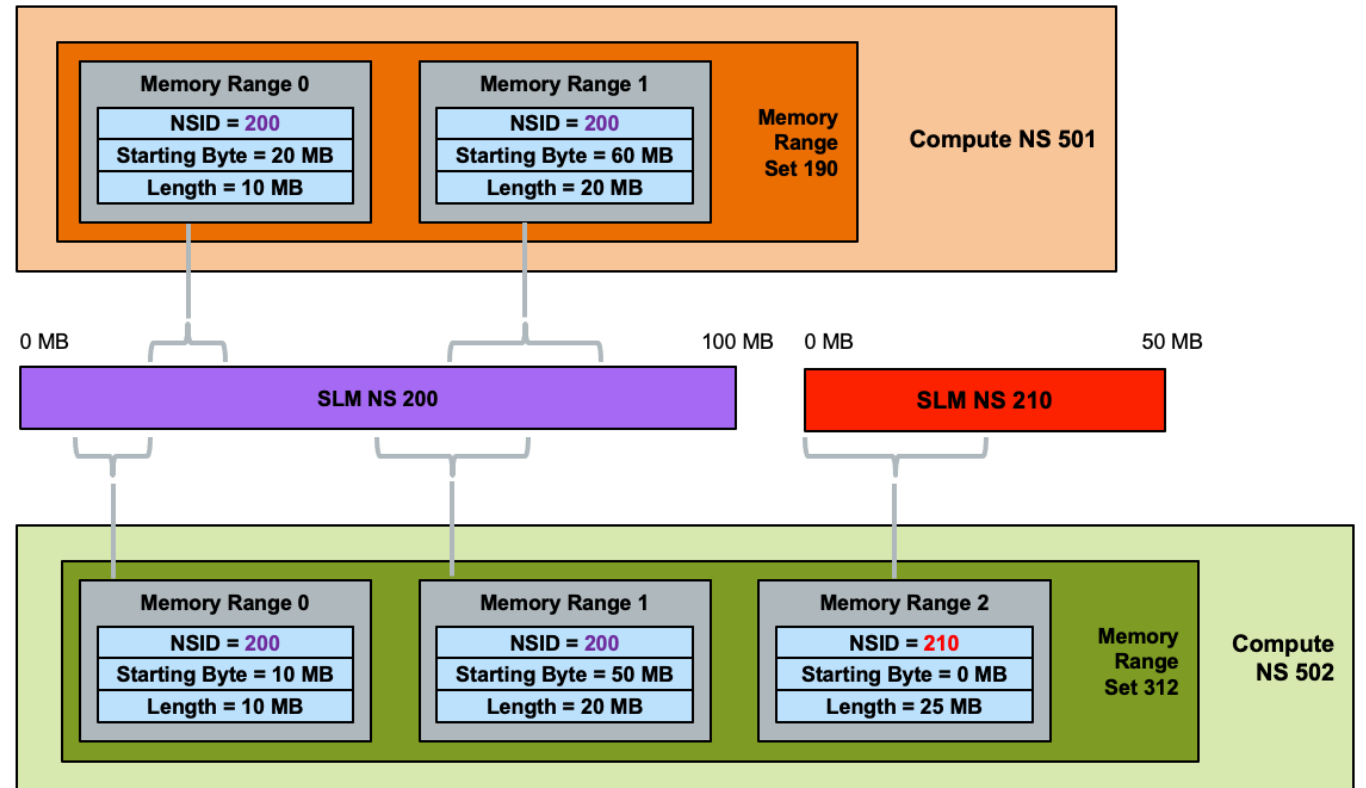 Memory Range 0
NSID = 200
Starting Byte = 20 MB
Length = 10 MB
Memory Range 1
NSID = 200
Starting Byte = 60 MB
Length = 20 MB
Memory
Range
Set 190
Compute NS 501
0 MB
100 MB
0 MB
50 MB
SLM NS 200
SLM NS 210
Memory Range 0
NSID = 200
Starting Byte = 10 MB
Length = 10 MB
Memory Range 1
NSID = 200
Starting Byte = 50 MB
Length = 20 MB
Memory Range 2
NSID = 210
Starting Byte = 0 MB
Length = 25 MB
Memory
Range
Set 312
Compute
NS 502